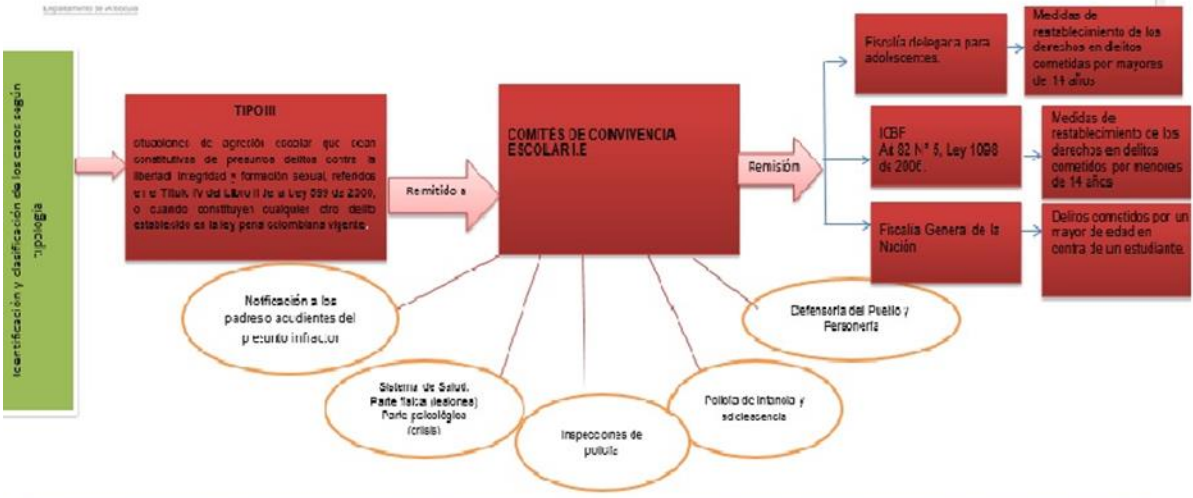 Departamento de Antioquia
Identificación y clasificación de los casos según
tipología
TIPO III
situaciones de agresión escolar que sean
constitutivas de presuntos delitos contra la
libertad integridad y formación sexual, referidos
en el Título IV del Libro II de la Ley 599 de 2000,
o cuando constituyen cualquier otro delito
establecido en la ley penal colombiana vigente.
Remitido a
COMITÉS DE CONVIVENCIA
ESCOLAR I.E
Remisión
Fiscalía delegada para
adolescentes.
Medidas de
restablecimiento de los
derechos en delitos
cometidas por mayores
de 14 años
ICBF
Art 82 N° 6, Ley 1098
de 2006.
Medidas de
restablecimiento de los
derechos en delitos
cometidos por menores
de 14 años
Fiscalía General de la
Nación
Delitos cometidos por un
mayor de edad en
contra de un estudiante.
Notificación a los
padres o acudientes del
presunto infractor
Sistema de Salud.
Parte física (lesiones)
Parte psicológico
(crisis)
Inspecciones de
policía
Policía de infancia y
adolescencia
Defensoría del Pueblo y
Personería